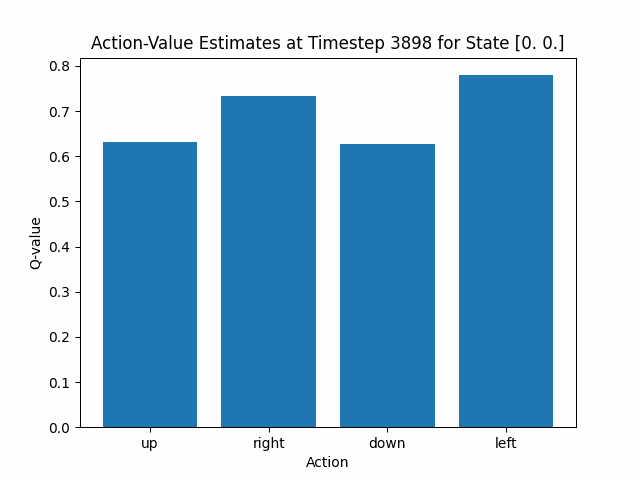 Action-Value Estimates at Timestep 3898 for State [0. 0.]
0.8
0.7
0.6
0.5
0.4
0.3
0.2
0.1
0.0
Q-value
up right down left
Action